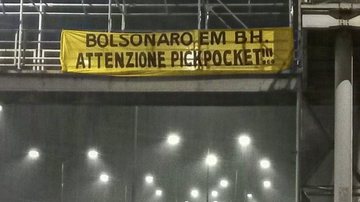 BOLSONARO EM BH.
ATTENZIONE PICKPOCKET!!!